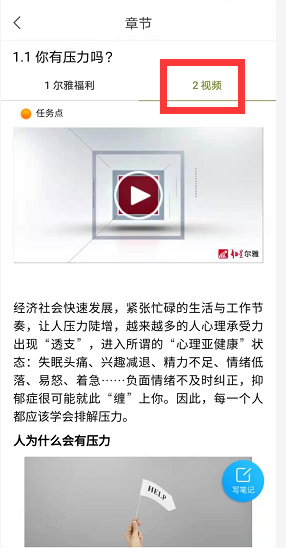 章节
1.1 你有压力吗?
1 尔雅福利
2 视频
任务点
超星尔雅
经济社会快速发展，紧张忙碌的生活与工作节
奏，让人压力陡增，越来越多的人心理承受力
出现“透支”，进入所谓的“心理亚健康”状
态：失眠头痛、兴趣减退、精力不足、情绪低
落、易怒、着急……负面情绪不及时纠正，抑
郁症很可能就此“缠”上你。因此，每一个人
都应该学会排解压力。
人为什么会有压力
HELP
写笔记